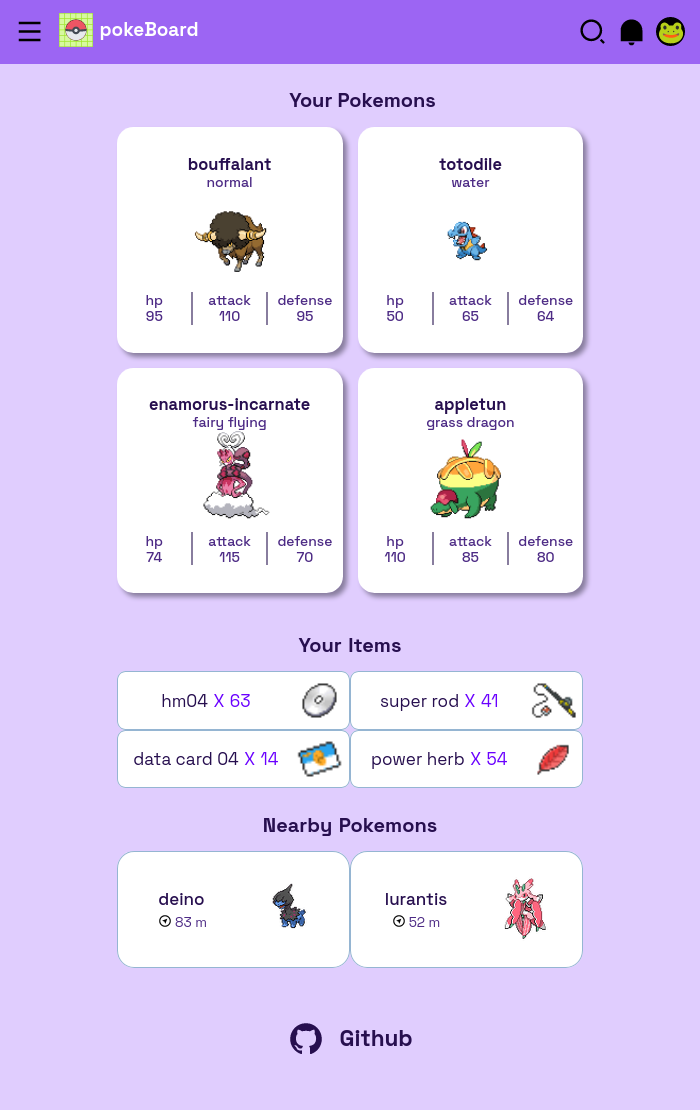 pokeBoard
Your Pokemons
bouffalant
normal
hp
95
attack
110
defense
95
totodile
water
hp
50
attack
65
defense
64
enamorus-incarnate
fairy flying
hp
74
attack
115
defense
70
appletun
grass dragon
hp
110
attack
85
defense
80
Your Items
hm04 X 63
super rod X 41
data card 04 X 14
power herb X 54
Nearby Pokemons
deino
83 m
lurantis
52 m
Github